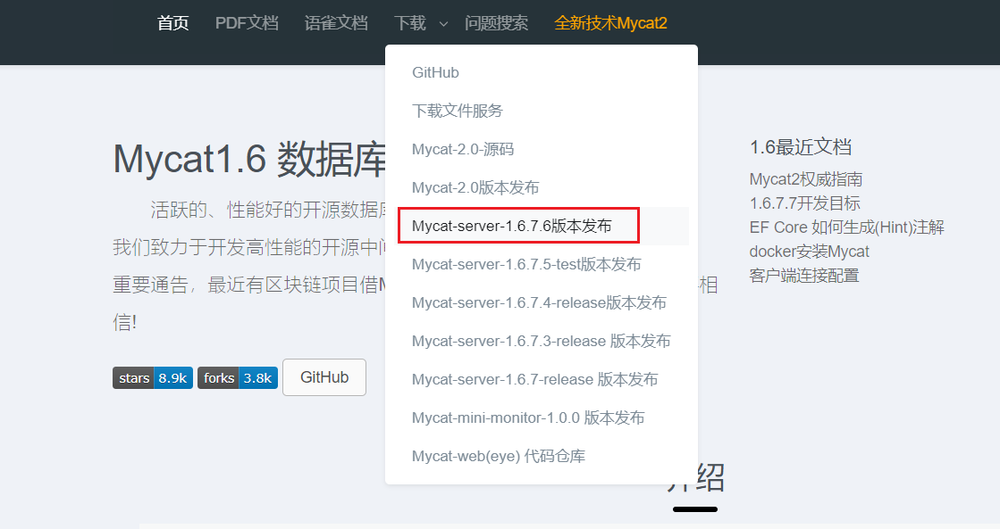 首页 PDF文档 语雀文档 下载 问题搜索 全新技术Mycat2
GitHub
下载文件服务
Mycat-2.0-源码
Mycat-2.0版本发布
Mycat-server-1.6.7.6版本发布
Mycat-server-1.6.7.5-test版本发布
Mycat-server-1.6.7.4-release版本发布
Mycat-server-1.6.7.3-release 版本发布
Mycat-server-1.6.7-release 版本发布
Mycat-mini-monitor-1.0.0 版本发布
Mycat-web(eye) 代码仓库
Mycat1.6 数据库
活跃的、性能好的开源数据库
我们致力于开发高性能的开源中间
重要通告，最近有区块链项目借M 相
信!
stars 8.9k forks 3.8k GitHub
1.6最近文档
Mycat2权威指南
1.6.7.7开发目标
EF Core 如何生成(Hint)注解
docker安装Mycat
客户端连接配置
介绍